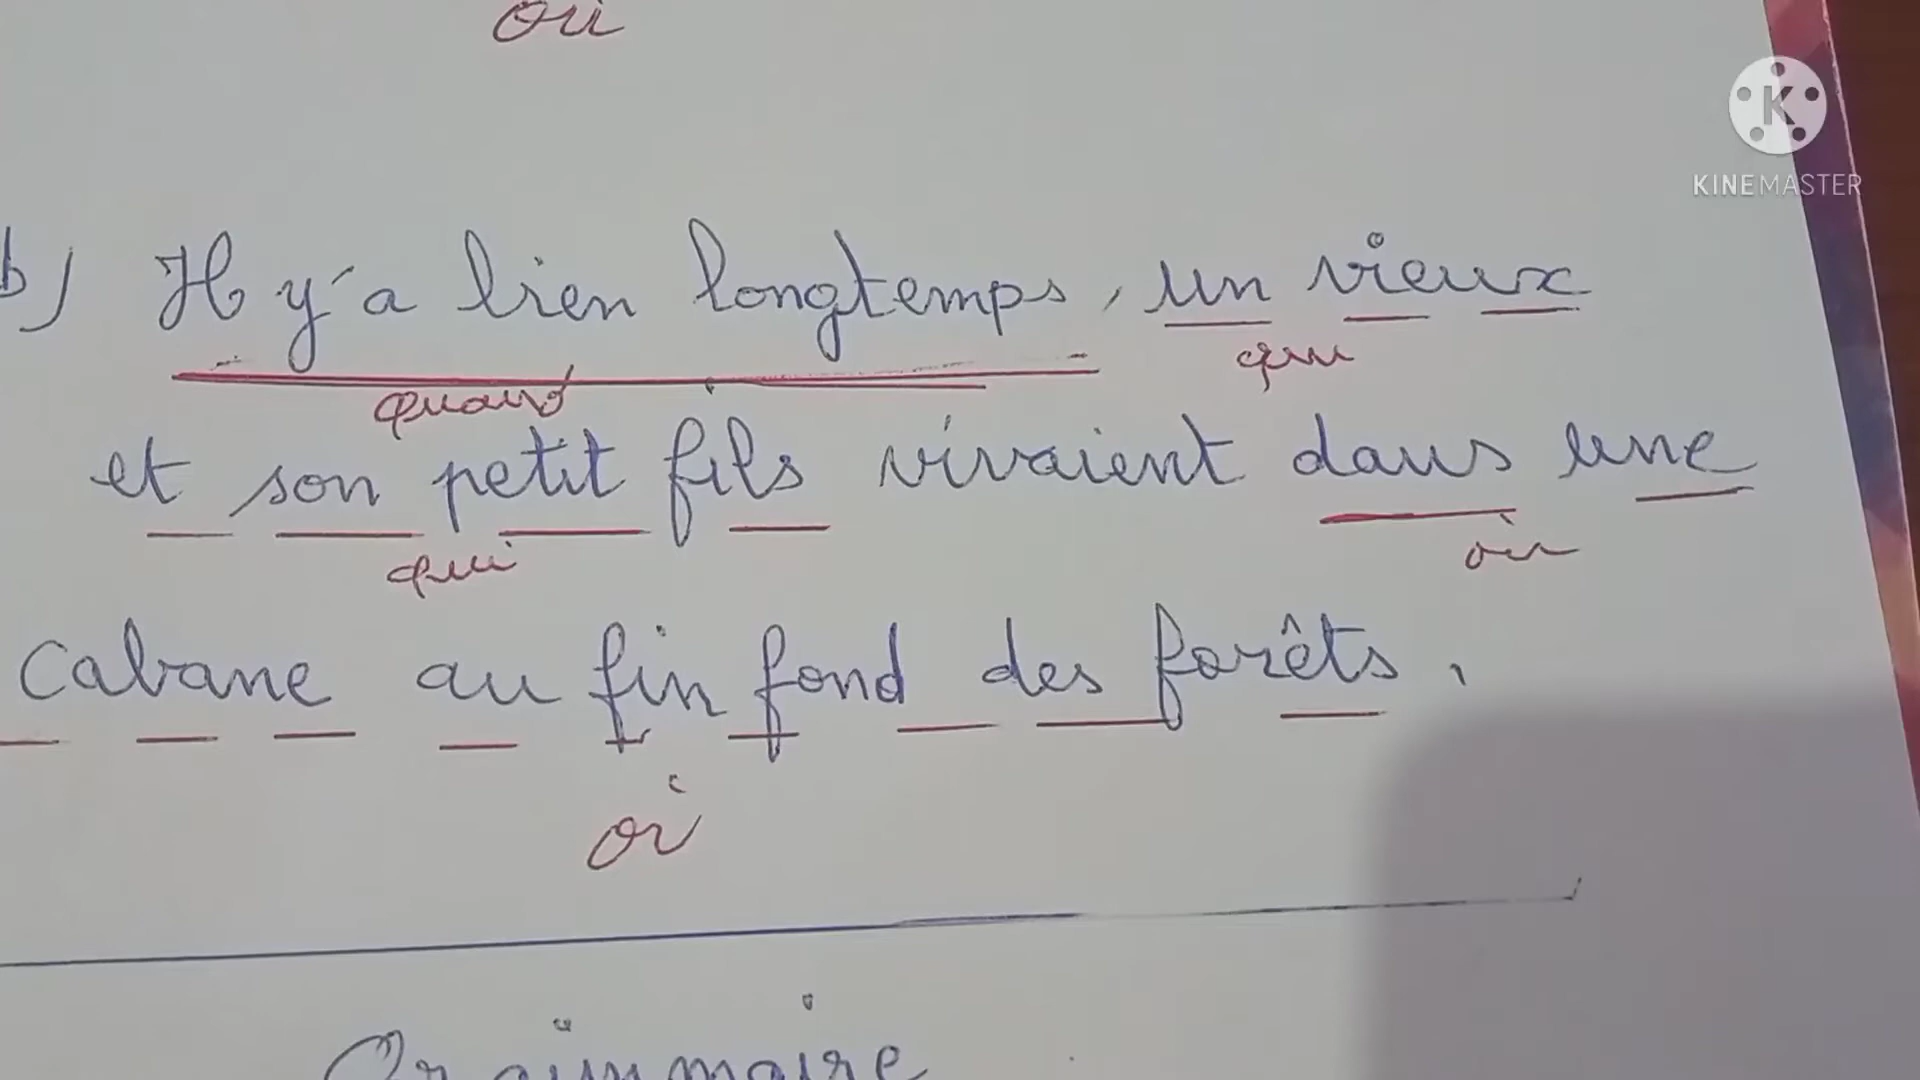 où
KINEMASTER
b) Il y'a bien longtemps, un vieux
quand qui
et son petit fils vivaient dans une
qui où
cabane au fin fond des forêts.
où
Grammaire